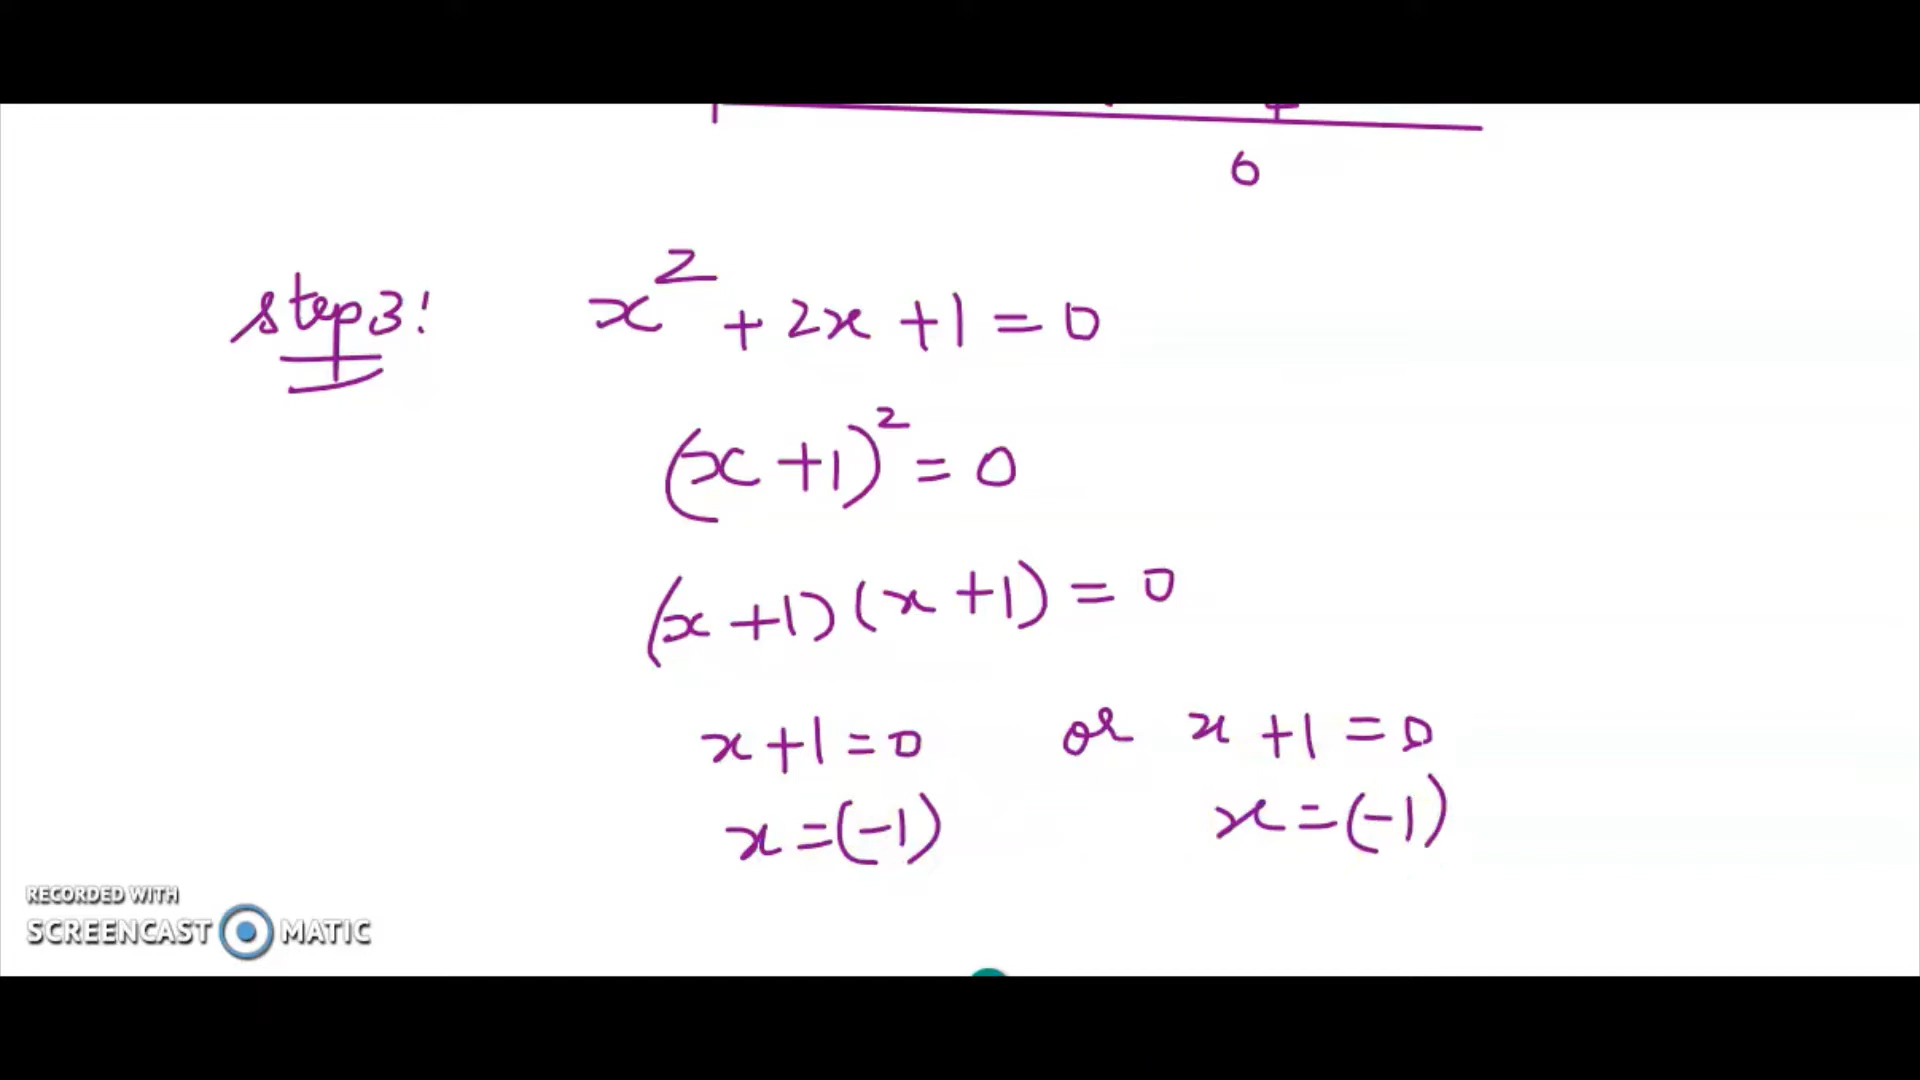 6
step3! x² + 2x + 1 = 0
(x + 1)² = 0
(x + 1) (x + 1) = 0
x + 1 = 0 or x + 1 = 0
x = (-1) x = (-1)
RECORDED WITH
SCREENCAST MATIC